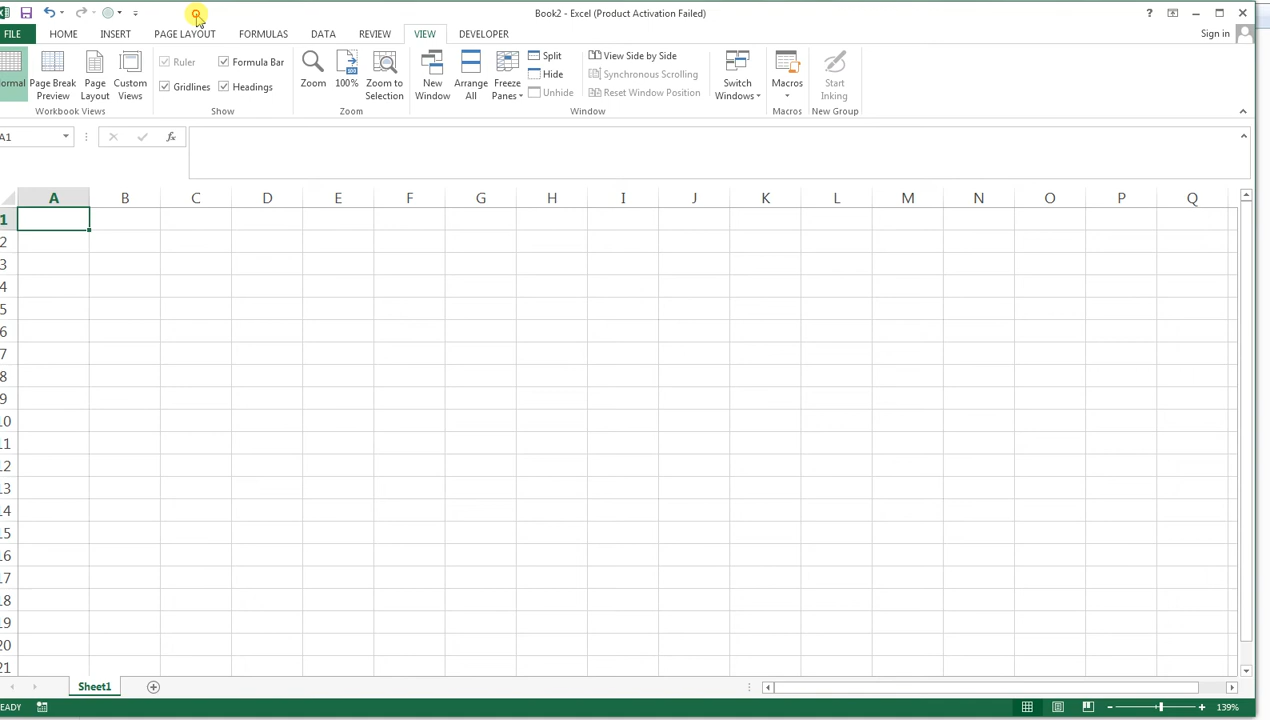 Book2 - Excel (Product Activation Failed)
FILE HOME INSERT PAGE LAYOUT FORMULAS DATA REVIEW VIEW DEVELOPER Sign in
Ruler Formula Bar Split View Side by Side
Hide Synchronous Scrolling
Page Break Preview
Page Layout
Custom Views
Gridlines Headings
Zoom
100%
Zoom to Selection
New Window
Arrange All
Freeze Panes
Unhide Reset Window Position
Switch Windows
Macros
Start Inking
Workbook Views Show Zoom Window Macros New Group
A1 fx
A B C D E F G H I J K L M N O P Q
1
2
3
4
5
6
7
8
9
10
11
12
13
14
15
16
17
18
19
20
21
Sheet1
139%